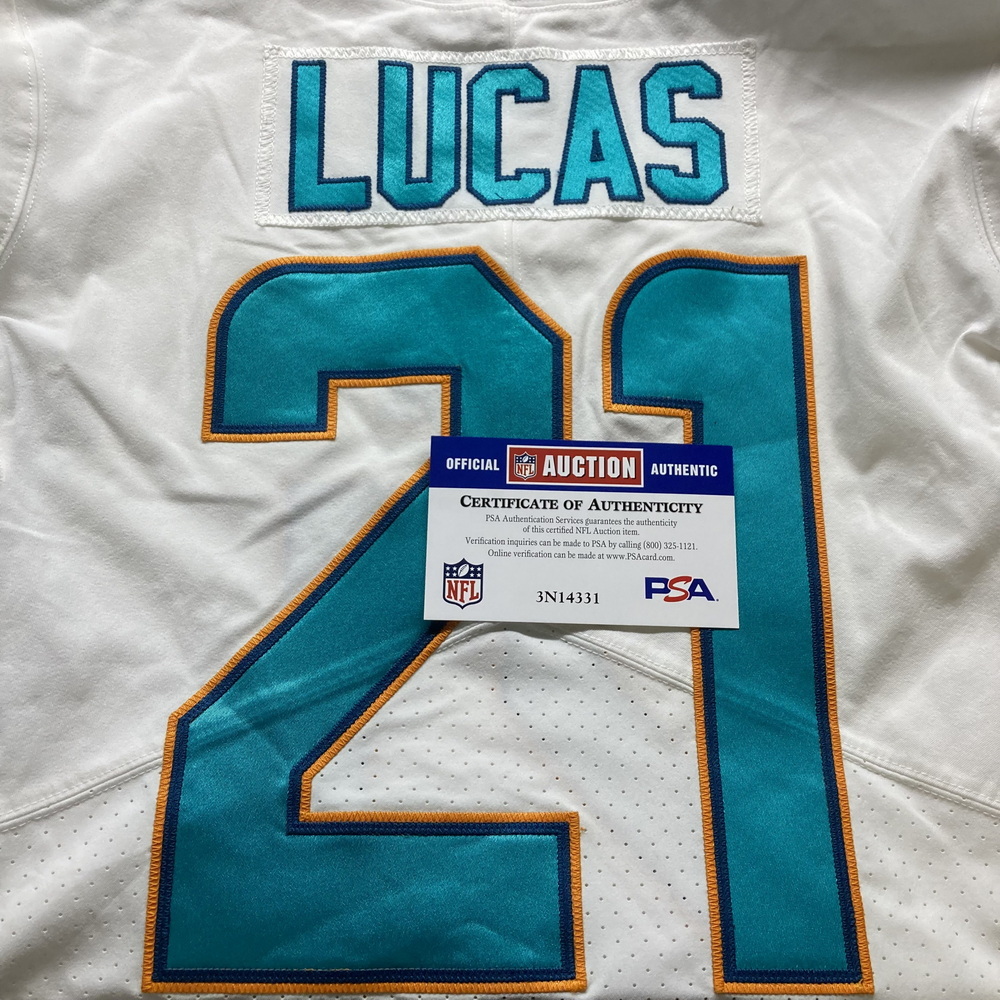 LUCAS
21
OFFICIAL NFL AUCTION AUTHENTIC
CERTIFICATE OF AUTHENTICITY
PSA Authentication Services guarantees the authenticity
of this certified NFL Auction item.
Verification inquiries can be made to PSA by calling (800) 325-1121.
Online verification can be made at www.PSAcard.com.
NFL
3N14331
PSA.